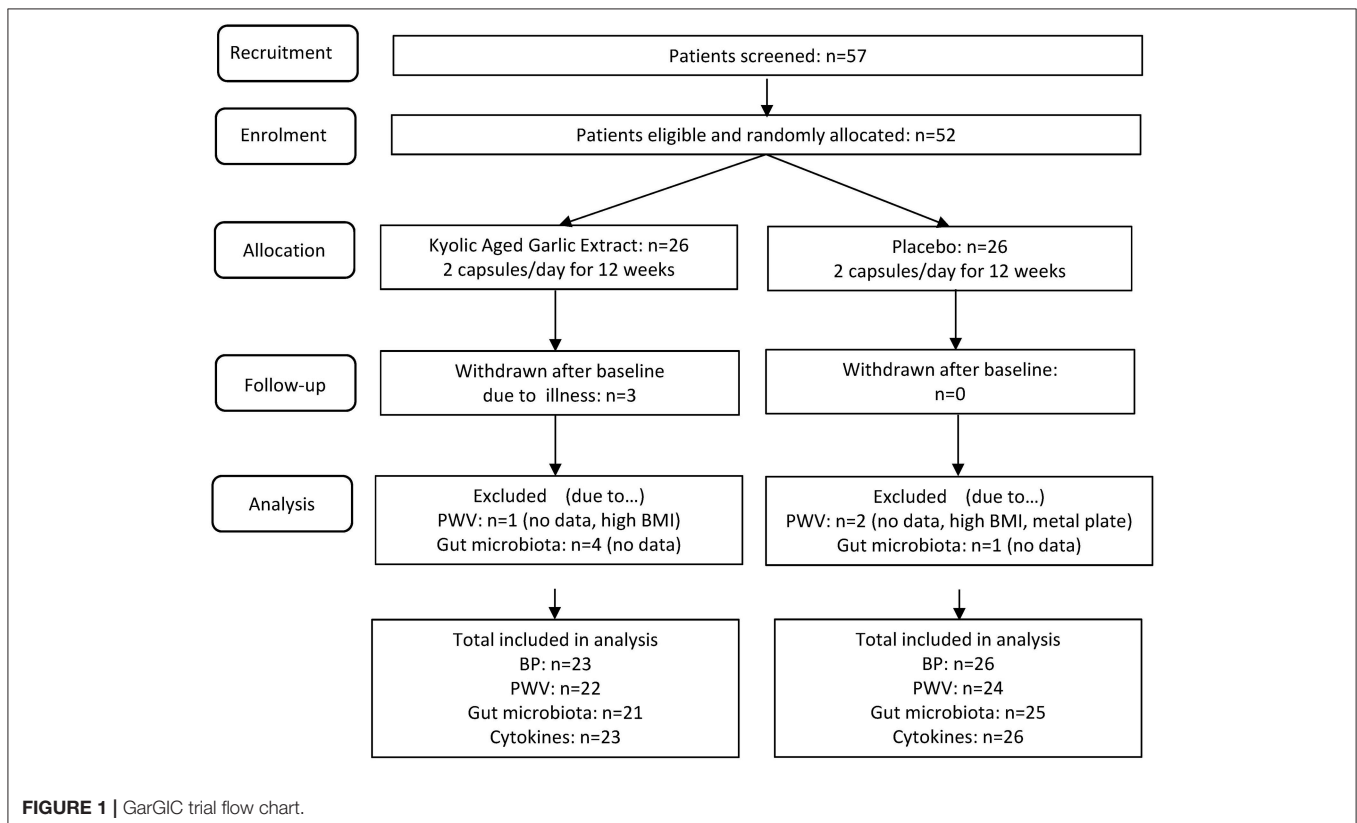 Recruitment
Patients screened: n=57
Enrolment
Patients eligible and randomly allocated: n=52
Allocation
Kyolic Aged Garlic Extract: n=26
2 capsules/day for 12 weeks
Placebo: n=26
2 capsules/day for 12 weeks
Follow-up
Withdrawn after baseline
due to illness: n=3
Withdrawn after baseline:
n=0
Analysis
Excluded (due to...)
PWV: n=1 (no data, high BMI)
Gut microbiota: n=4 (no data)
Excluded (due to...)
PWV: n=2 (no data, high BMI, metal plate)
Gut microbiota: n=1 (no data)
Total included in analysis
BP: n=23
PWV: n=22
Gut microbiota: n=21
Cytokines: n=23
Total included in analysis
BP: n=26
PWV: n=24
Gut microbiota: n=25
Cytokines: n=26
FIGURE 1 | GarGIC trial flow chart.